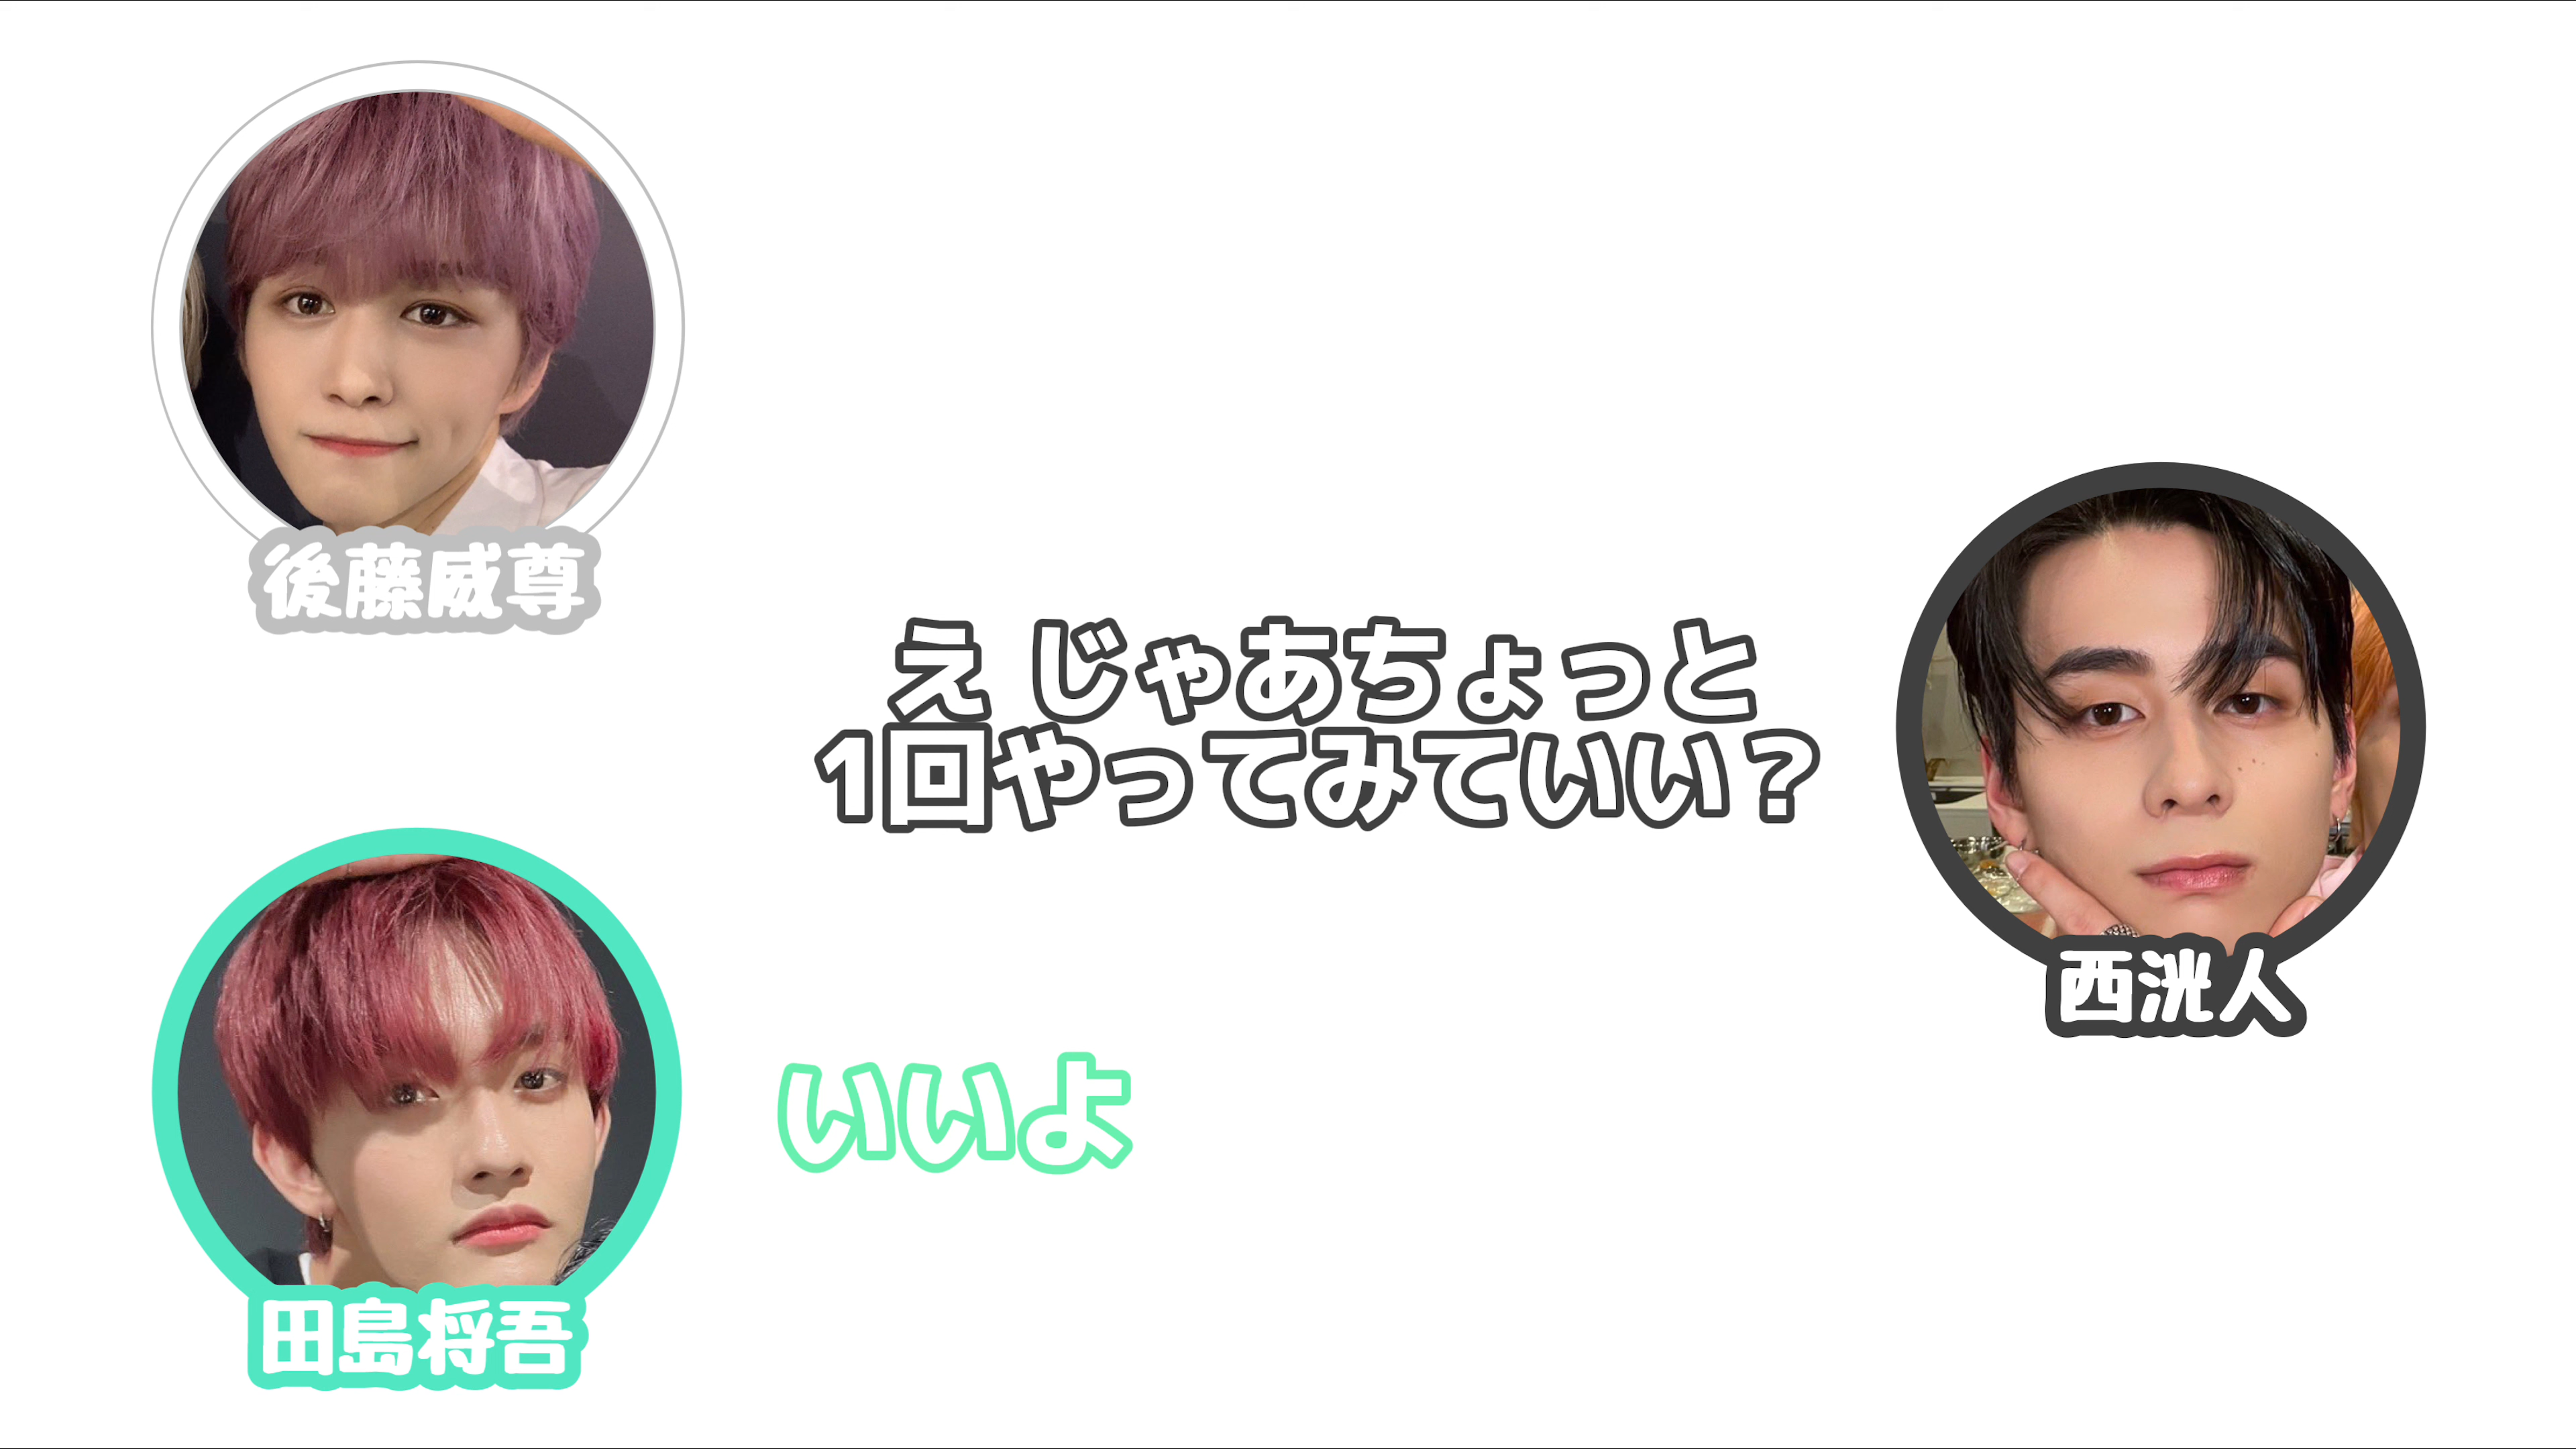 後藤威尊
え じゃあちょっと
1回やってみていい？
西洸人
いいよ
田島将吾